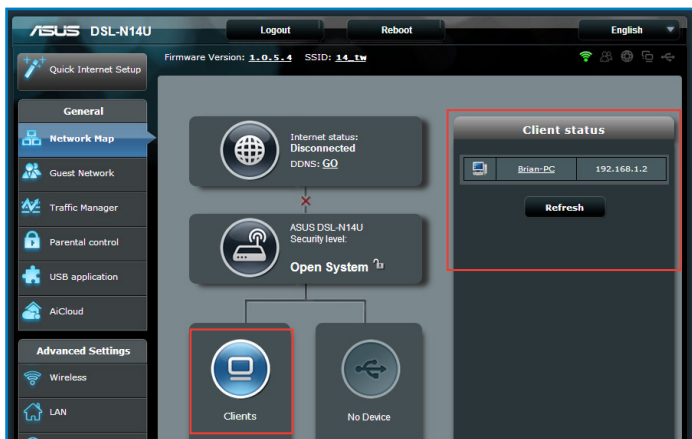 ASUS DSL-N14U
Logout
Reboot
English
Quick Internet Setup
Firmware Version: 1.0.5.4 SSID: 14_tw
General
Network Map
Guest Network
Traffic Manager
Parental control
USB application
AiCloud
Advanced Settings
Wireless
LAN
Internet status:
Disconnected
DDNS: GO
ASUS DSL-N14U
Security level:
Open System
Clients
No Device
Client status
Brian-PC 192.168.1.2
Refresh